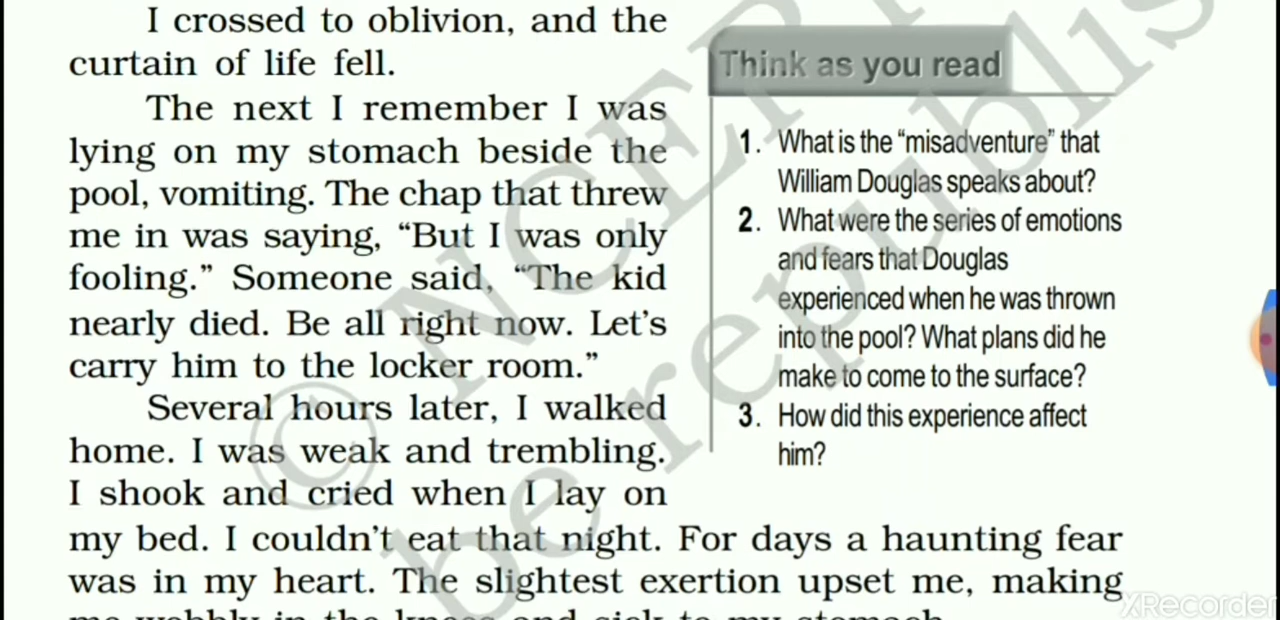 I crossed to oblivion, and the
curtain of life fell.
The next I remember I was
lying on my stomach beside the
pool, vomiting. The chap that threw
me in was saying, “But I was only
fooling.” Someone said, “The kid
nearly died. Be all right now. Let’s
carry him to the locker room.”
Several hours later, I walked
home. I was weak and trembling.
I shook and cried when I lay on
my bed. I couldn’t eat that night. For days a haunting fear
was in my heart. The slightest exertion upset me, making
me wobbly in the knees and sick to my stomach.
Think as you read
1. What is the “misadventure” that
William Douglas speaks about?
2. What were the series of emotions
and fears that Douglas
experienced when he was thrown
into the pool? What plans did he
make to come to the surface?
3. How did this experience affect
him?
© NCERT
be republis
XRecorder